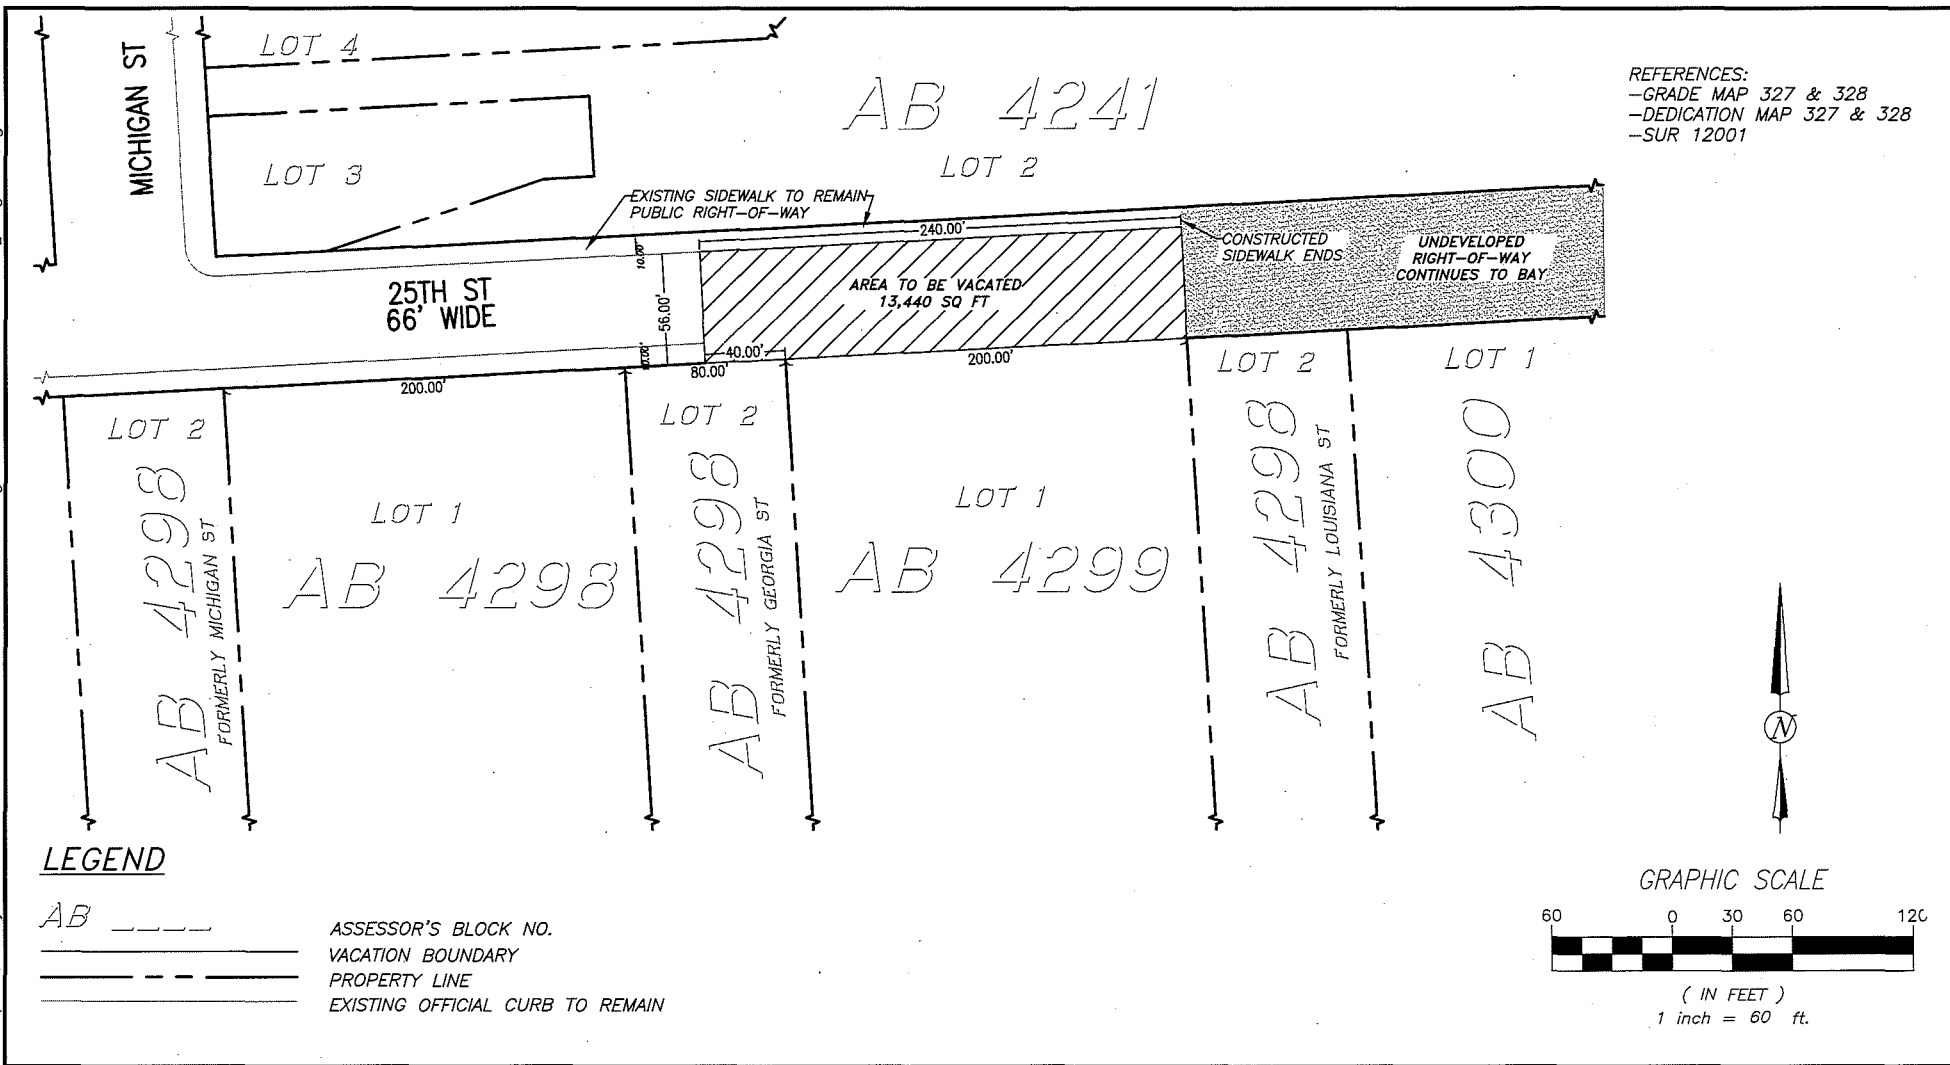 MICHIGAN ST
LOT 4
AB 4241
REFERENCES:
-GRADE MAP 327 & 328
-DEDICATION MAP 327 & 328
-SUR 12001
LOT 3
LOT 2
EXISTING SIDEWALK TO REMAIN
PUBLIC RIGHT-OF-WAY
240.00'
CONSTRUCTED
SIDEWALK ENDS
UNDEVELOPED
RIGHT-OF-WAY
CONTINUES TO BAY
10.00'
25TH ST
66' WIDE
56.00'
AREA TO BE VACATED
13,440 SQ FT
10.00'
40.00'
80.00'
200.00'
200.00'
LOT 2
AB 4298
FORMERLY MICHIGAN ST
LOT 1
AB 4298
LOT 2
AB 4298
FORMERLY GEORGIA ST
LOT 1
AB 4299
LOT 2
AB 4298
FORMERLY LOUISIANA ST
LOT 1
AB 4300
N
LEGEND
AB ____
ASSESSOR'S BLOCK NO.
VACATION BOUNDARY
PROPERTY LINE
EXISTING OFFICIAL CURB TO REMAIN
GRAPHIC SCALE
60 0 30 60 120
( IN FEET )
1 inch = 60 ft.